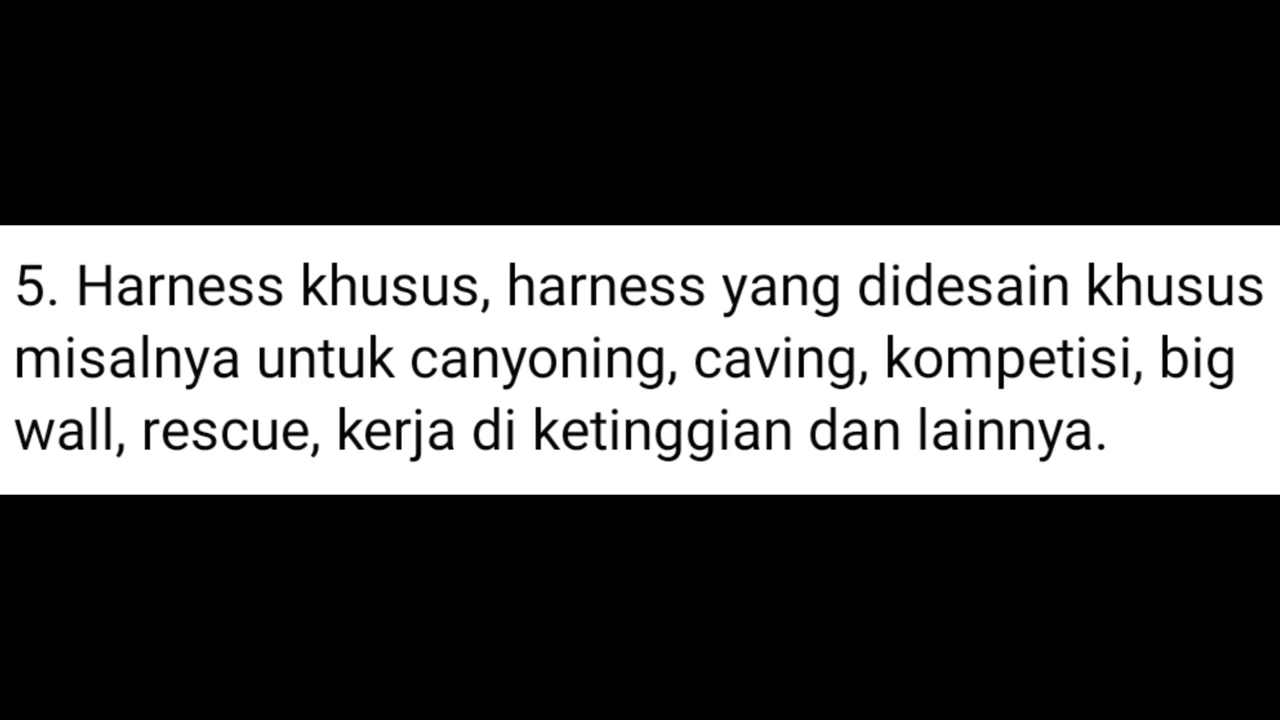 5. Harness khusus, harness yang didesain khusus
misalnya untuk canyoning, caving, kompetisi, big
wall, rescue, kerja di ketinggian dan lainnya.